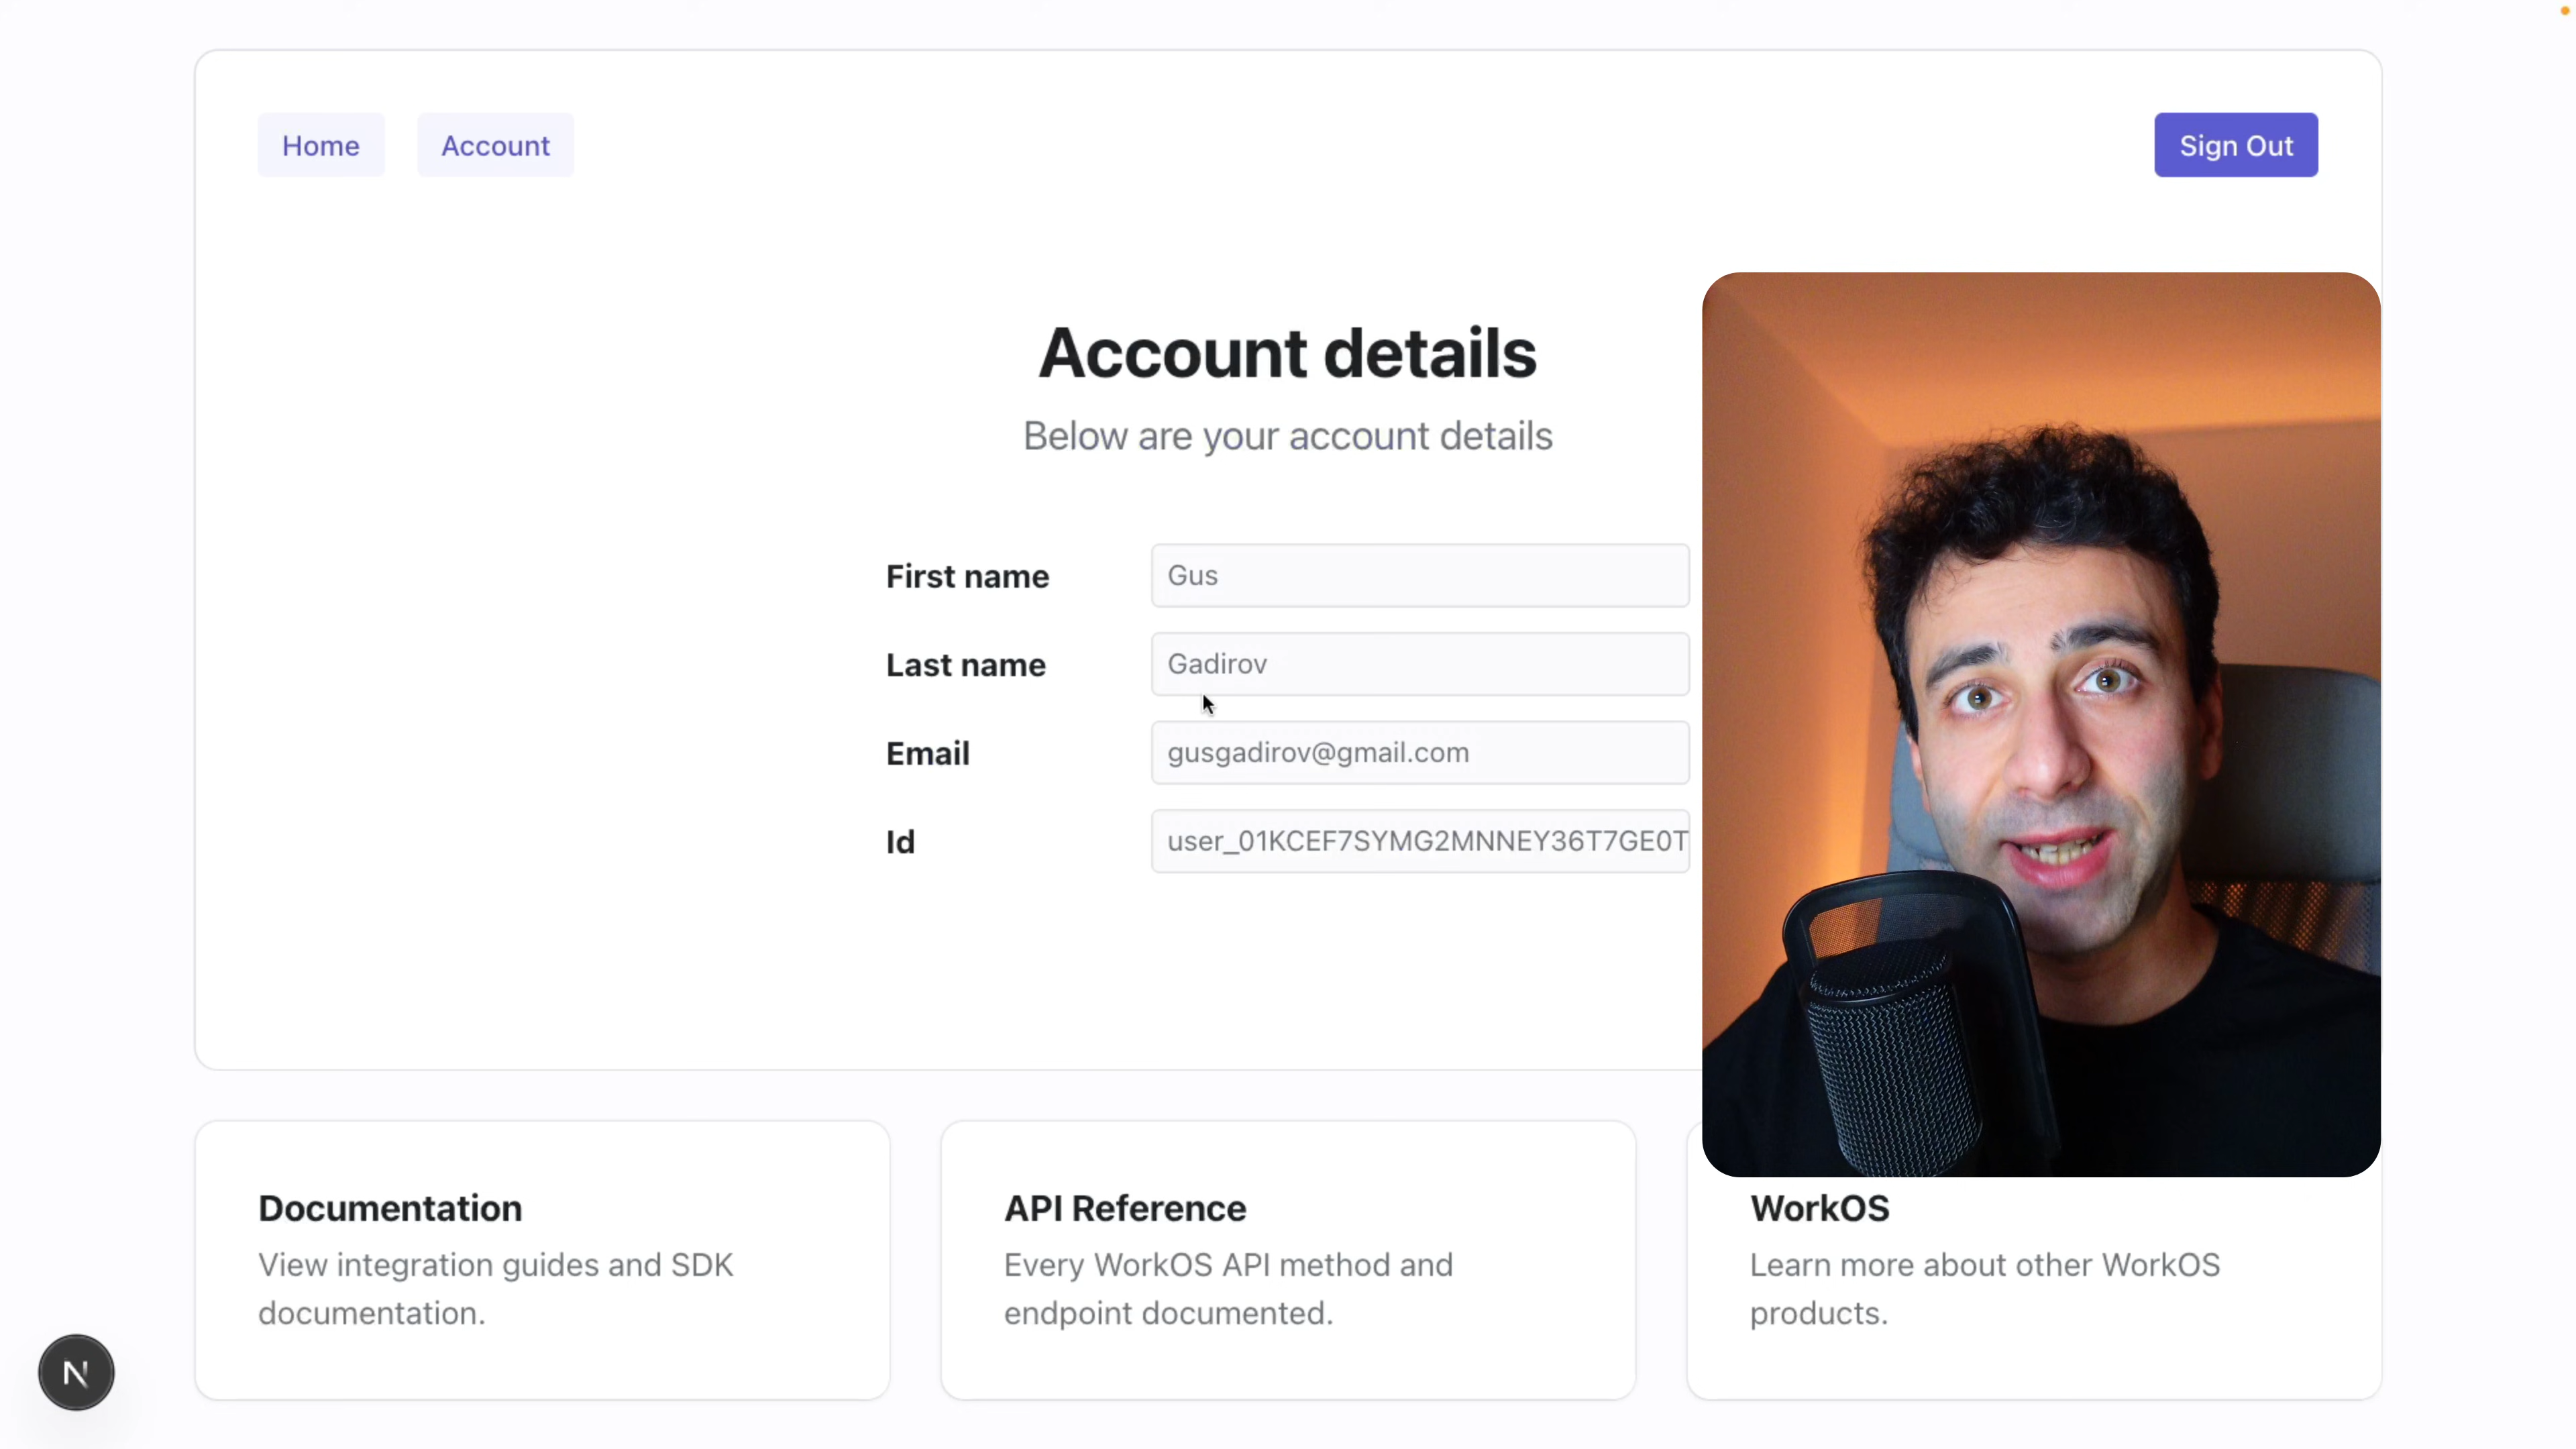 Home Account Sign Out
Account details
Below are your account details
First name Gus
Last name Gadirov
Email gusgadirov@gmail.com
Id user_01KCEF7SYMG2MNNEY36T7GE0T
Documentation
View integration guides and SDK
documentation.
API Reference
Every WorkOS API method and
endpoint documented.
WorkOS
Learn more about other WorkOS
products.
N